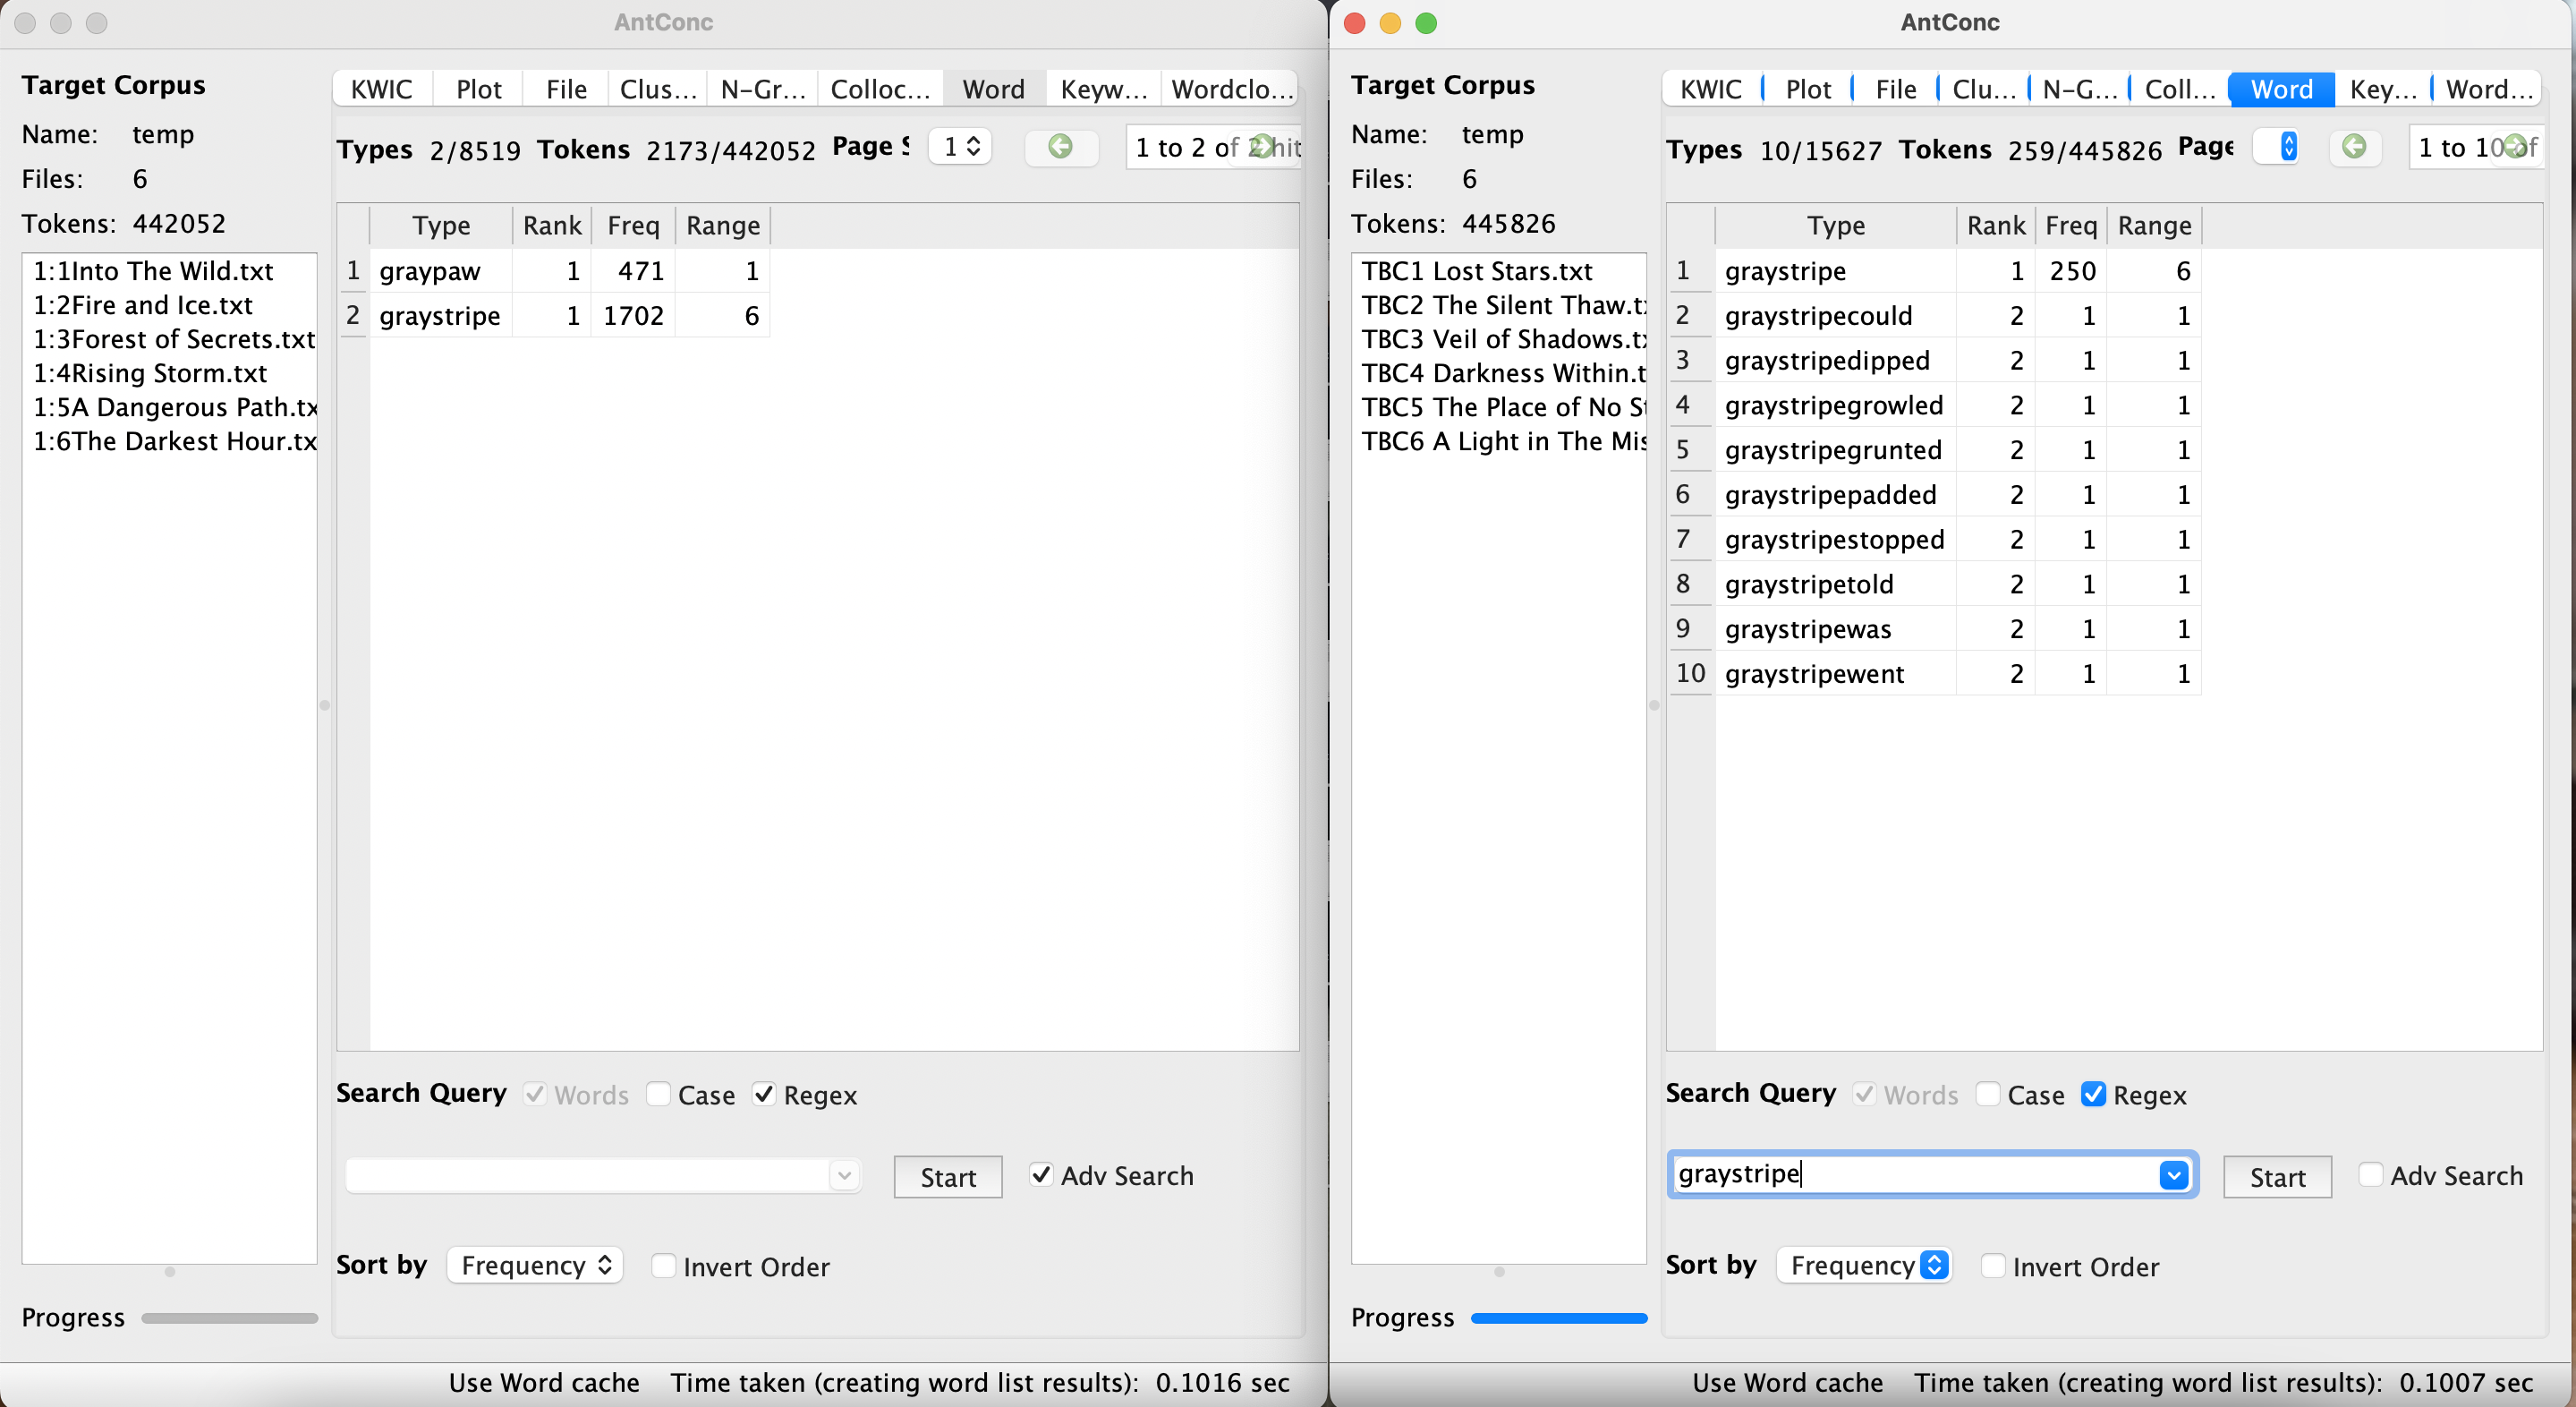 AntConc
Target Corpus
Name: temp
Files: 6
Tokens: 442052
1:1Into The Wild.txt
1:2Fire and Ice.txt
1:3Forest of Secrets.txt
1:4Rising Storm.txt
1:5A Dangerous Path.tx
1:6The Darkest Hour.tx
Progress
KWIC Plot File Clus... N-Gr... Colloc... Word Keyw... Wordclo...
Types 2/8519 Tokens 2173/442052 Page S 1 1 to 2 of 2 hit
Type Rank Freq Range
1 graypaw 1 471 1
2 graystripe 1 1702 6
Search Query Words Case Regex
Start Adv Search
Sort by Frequency Invert Order
Use Word cache Time taken (creating word list results): 0.1016 sec
AntConc
Target Corpus
Name: temp
Files: 6
Tokens: 445826
TBC1 Lost Stars.txt
TBC2 The Silent Thaw.tx
TBC3 Veil of Shadows.tx
TBC4 Darkness Within.t
TBC5 The Place of No St
TBC6 A Light in The Mis
Progress
KWIC Plot File Clu... N-G... Coll... Word Key... Word...
Types 10/15627 Tokens 259/445826 Page 1 to 10 of
Type Rank Freq Range
1 graystripe 1 250 6
2 graystripecould 2 1 1
3 graystripedipped 2 1 1
4 graystripegrowled 2 1 1
5 graystripegrunted 2 1 1
6 graystripepadded 2 1 1
7 graystripestopped 2 1 1
8 graystripetold 2 1 1
9 graystripewas 2 1 1
10 graystripewent 2 1 1
Search Query Words Case Regex
graystripe Start Adv Search
Sort by Frequency Invert Order
Use Word cache Time taken (creating word list results): 0.1007 sec